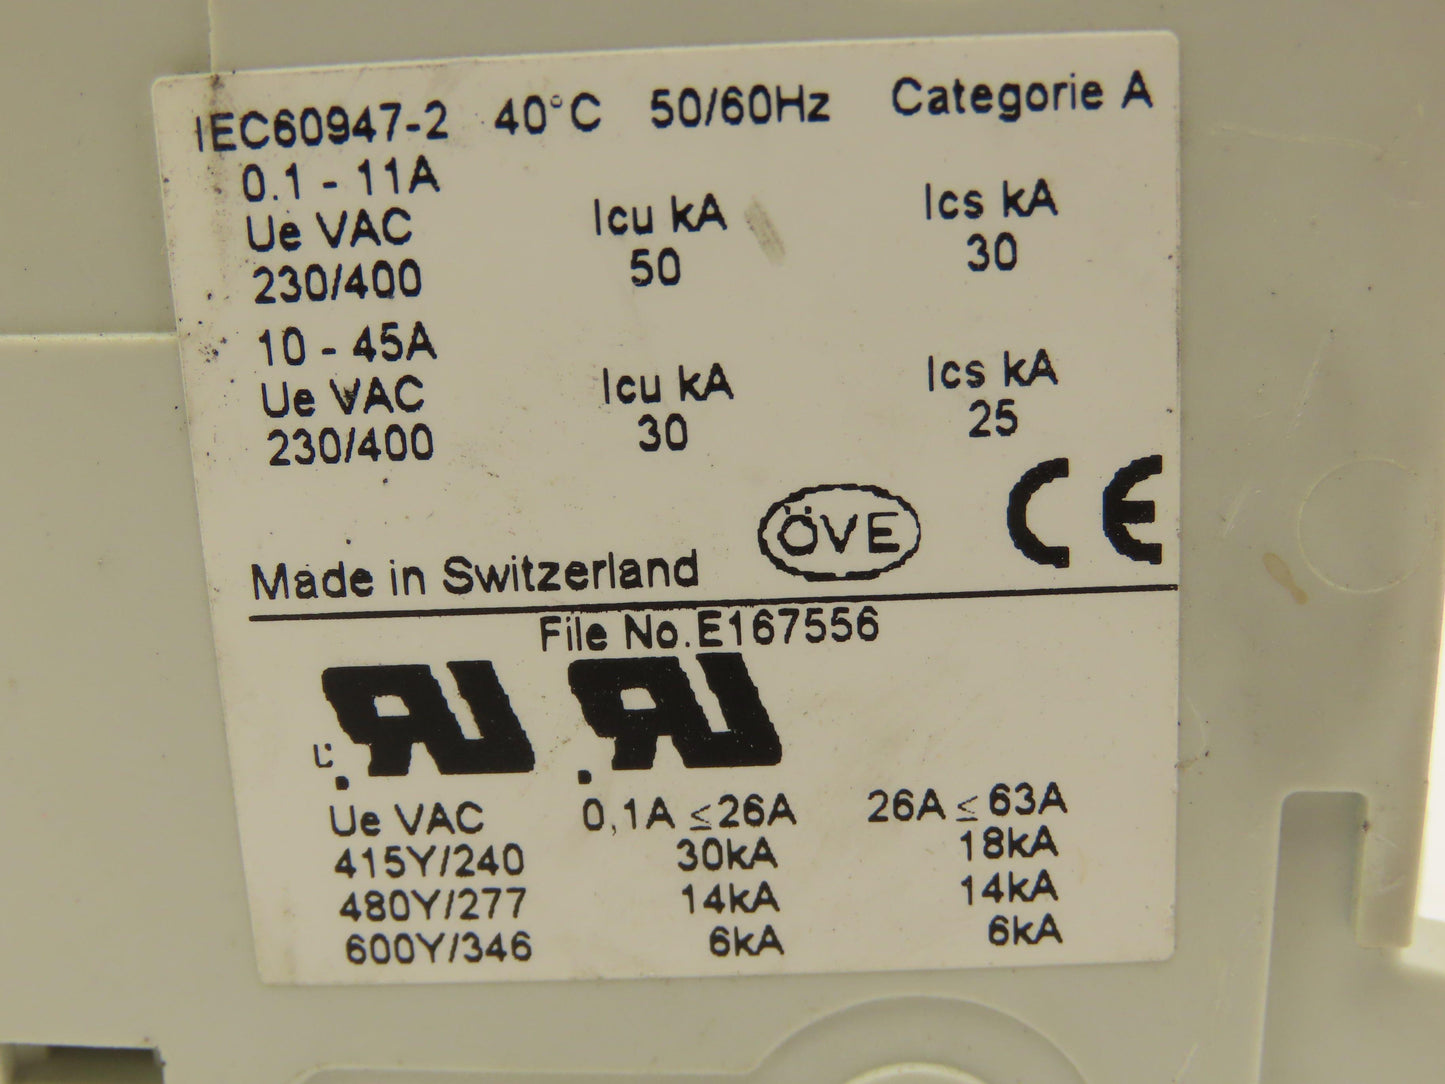 IEC60947-2 40°C 50/60Hz Categorie A
0.1 - 11A
Ue VAC Icu kA Ics kA
230/400 50 30
10 - 45A
Ue VAC Icu kA Ics kA
230/400 30 25
ÖVE CE
Made in Switzerland
File No.E167556
Ue VAC 0,1A ≤26A 26A ≤63A
415Y/240 30kA 18kA
480Y/277 14kA 14kA
600Y/346 6kA 6kA